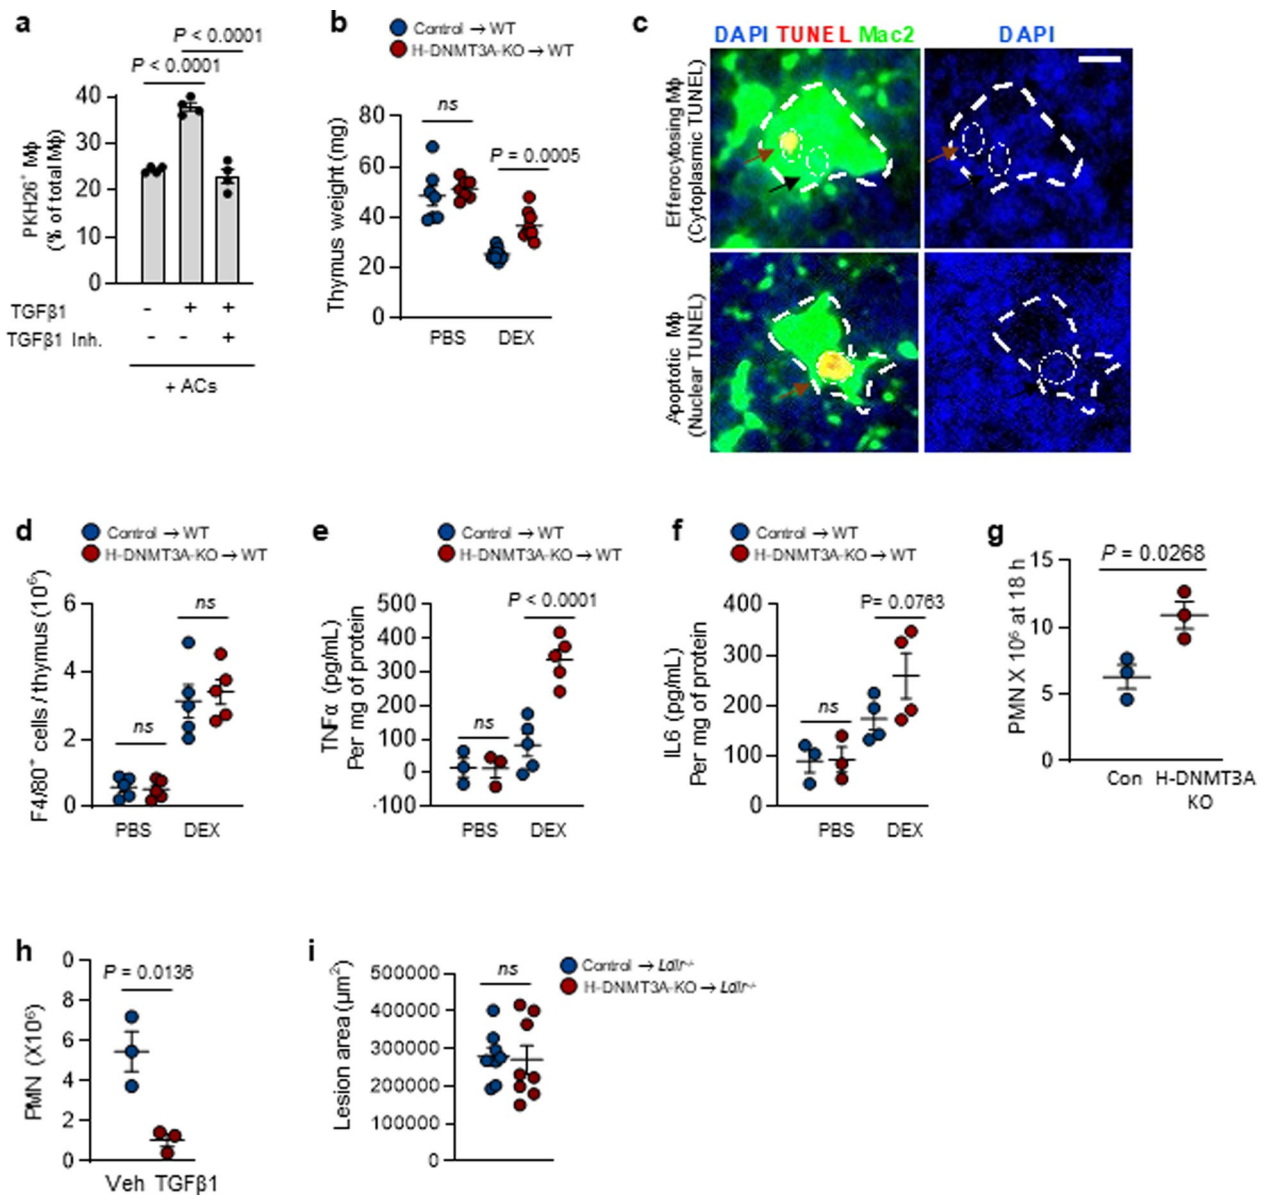 a
P < 0.0001
P < 0.0001
PKH26⁺ Mϕ
(% of total Mϕ)
40
30
20
10
0
TGFβ1 - + +
TGFβ1 Inh. - - +
+ ACs
b
Control → WT
H-DNMT3A-KO → WT
ns
P = 0.0005
Thymus weight (mg)
80
60
40
20
0
PBS DEX
c
DAPI TUNEL Mac2 DAPI
Efferocytosing Mϕ
(Cytoplasmic TUNEL)
Apoptotic Mϕ
(Nuclear TUNEL)
d
Control → WT
H-DNMT3A-KO → WT
F4/80⁺ cells / thymus (10⁶)
6
4
2
0
ns
ns
PBS DEX
e
Control → WT
H-DNMT3A-KO → WT
TNFα (pg/mL)
Per mg of protein
500
400
300
200
100
0
-100
P < 0.0001
ns
PBS DEX
f
Control → WT
H-DNMT3A-KO → WT
IL6 (pg/mL)
Per mg of protein
400
300
200
100
0
P= 0.0763
ns
PBS DEX
g
P = 0.0268
PMN X 10⁶ at 18 h
15
10
5
0
Con H-DNMT3A
KO
h
P = 0.0136
PMN (X10⁶)
0
6
4
2
0
Veh TGFβ1
i
Control → Ldlr⁻/⁻
H-DNMT3A-KO → Ldlr⁻/⁻
ns
Lesion area (µm²)
500000
400000
300000
200000
100000
0